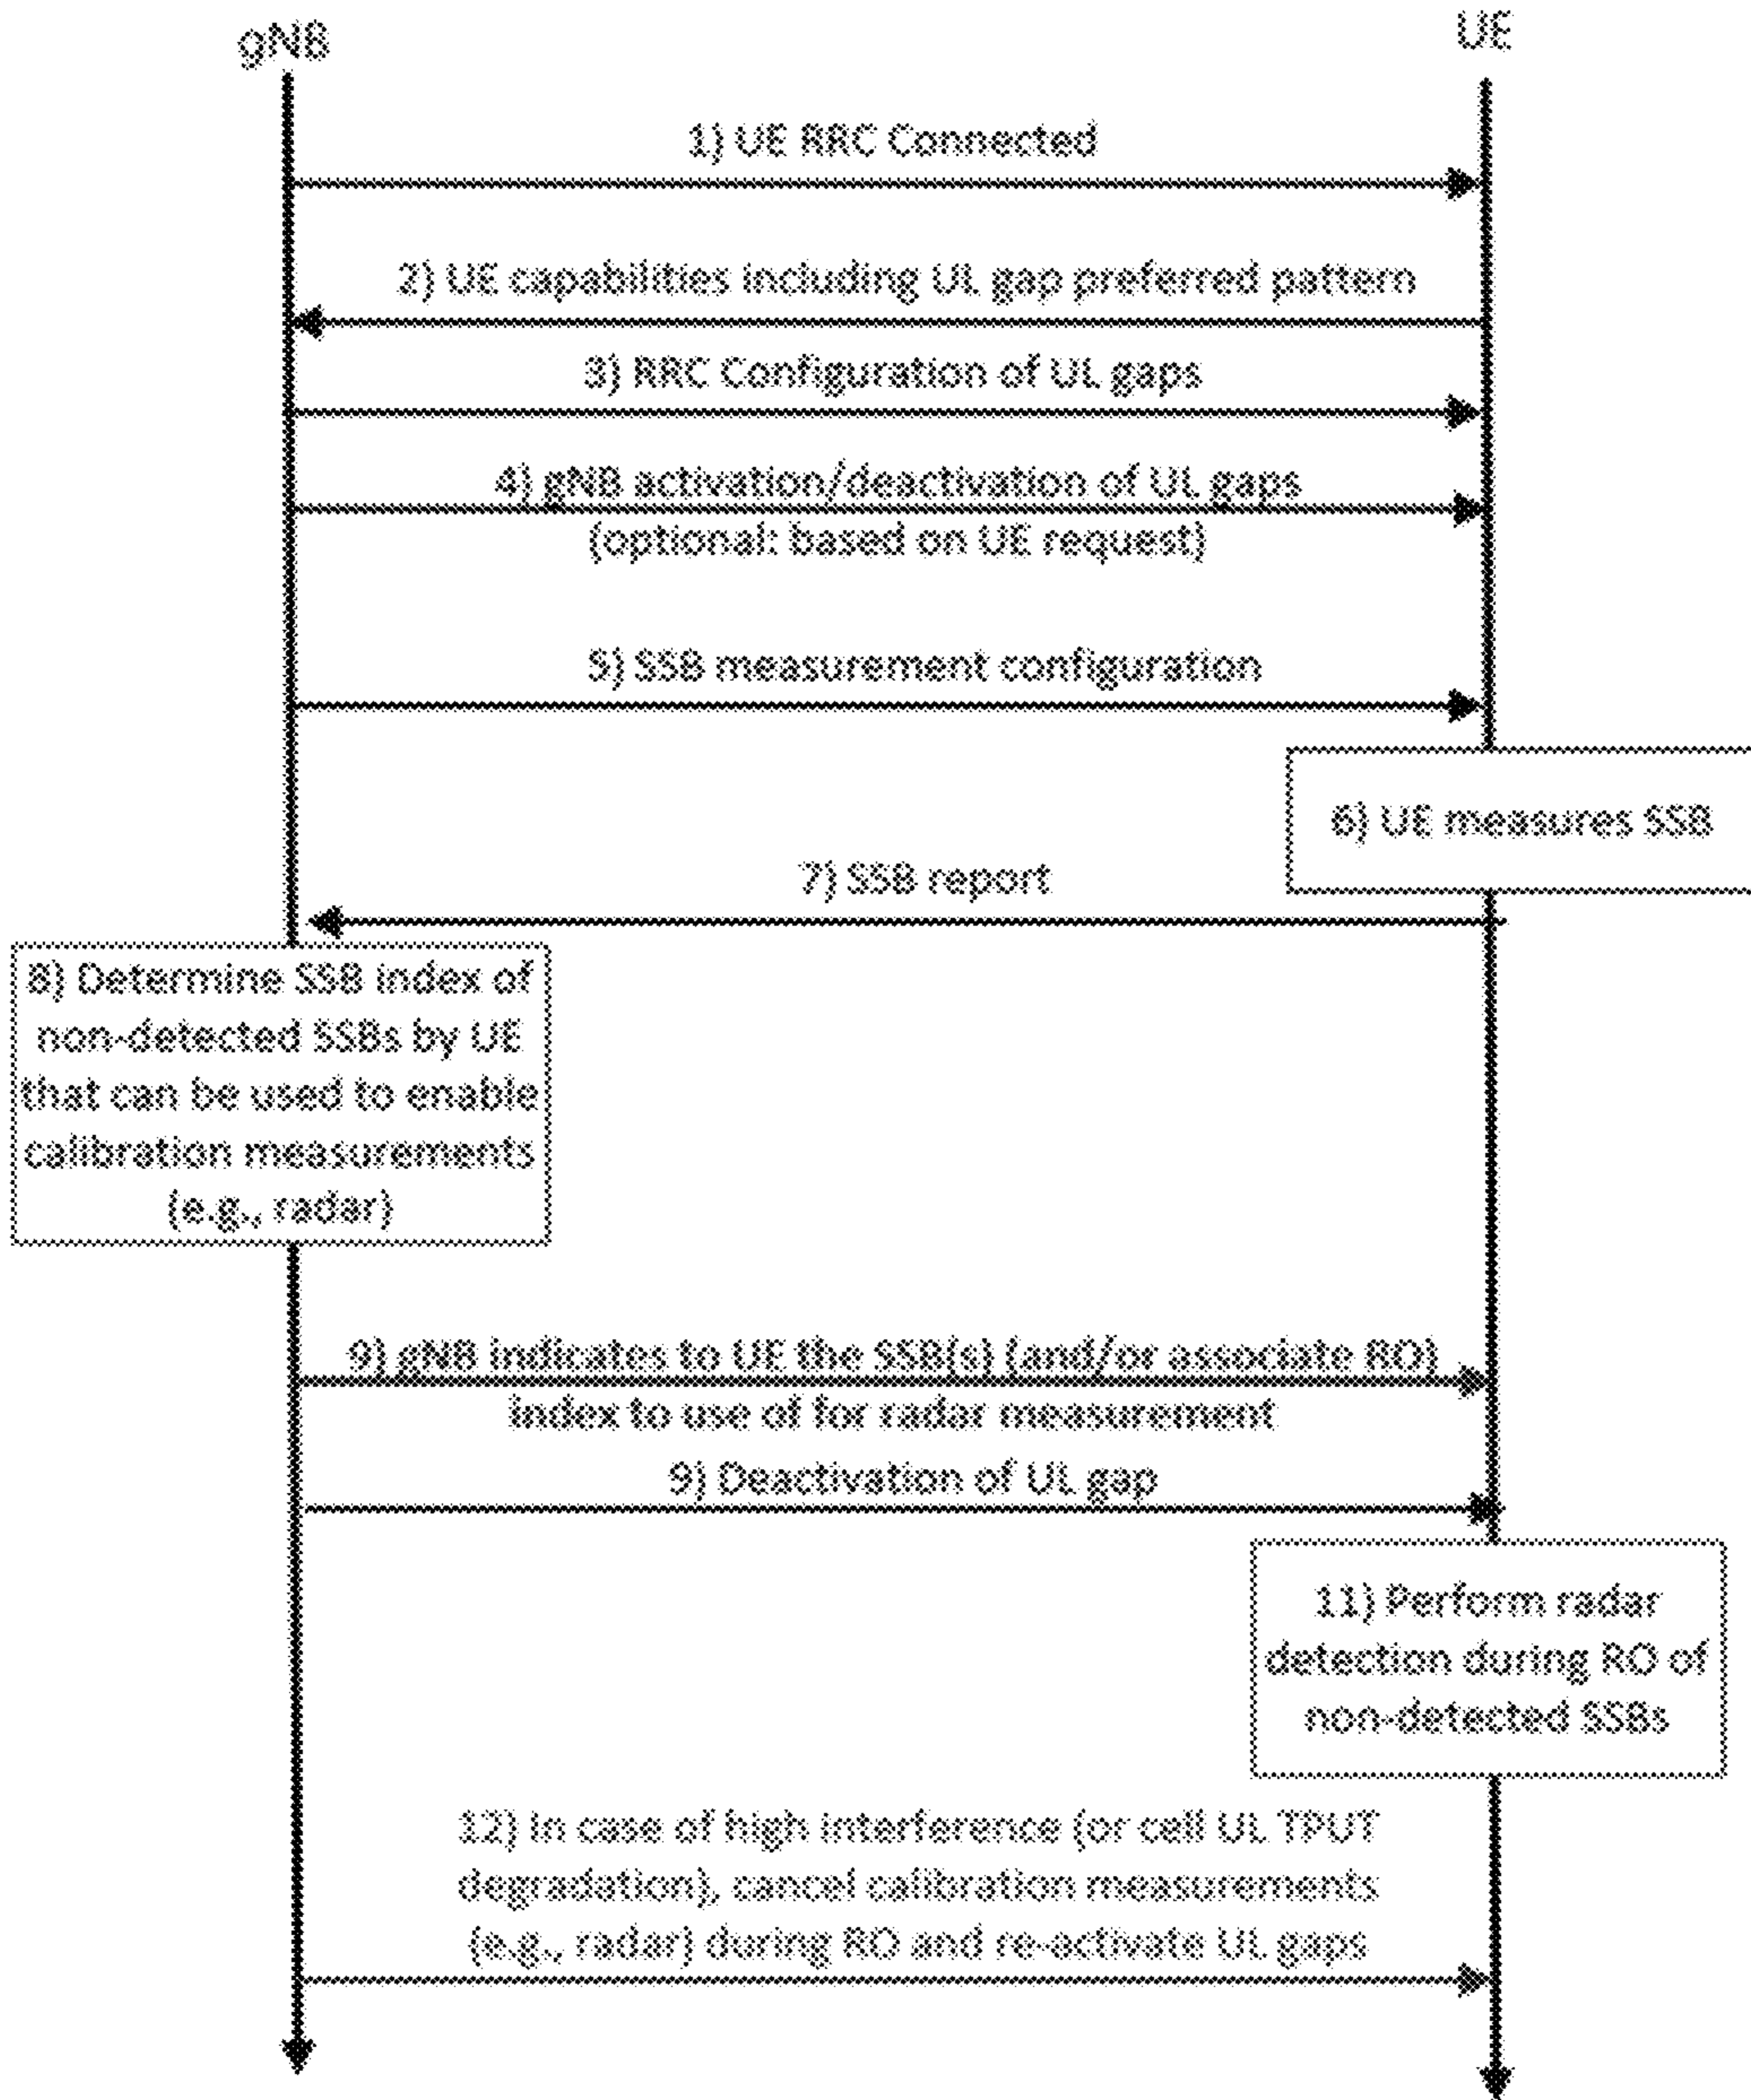 gNB
UE
1) UE RRC Connected
2) UE capabilities including UL gap preferred pattern
3) RRC Configuration of UL gaps
4) gNB activation/deactivation of UL gaps
(optional: based on UE request)
5) SSB measurement configuration
6) UE measures SSB
7) SSB report
8) Determine SSB index of
non-detected SSBs by UE
that can be used to enable
calibration measurements
(e.g., radar)
9) gNB indicates to UE the SSB(s) (and/or associate RO)
index to use of for radar measurement
9) Deactivation of UL gap
11) Perform radar
detection during RO of
non-detected SSBs
12) In case of high interference (or cell UL TPUT
degradation), cancel calibration measurements
(e.g., radar) during RO and re-activate UL gaps